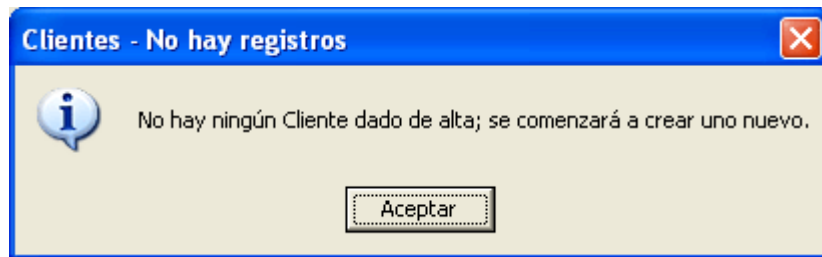 Clientes - No hay registros
No hay ningún Cliente dado de alta; se comenzará a crear uno nuevo.
Aceptar